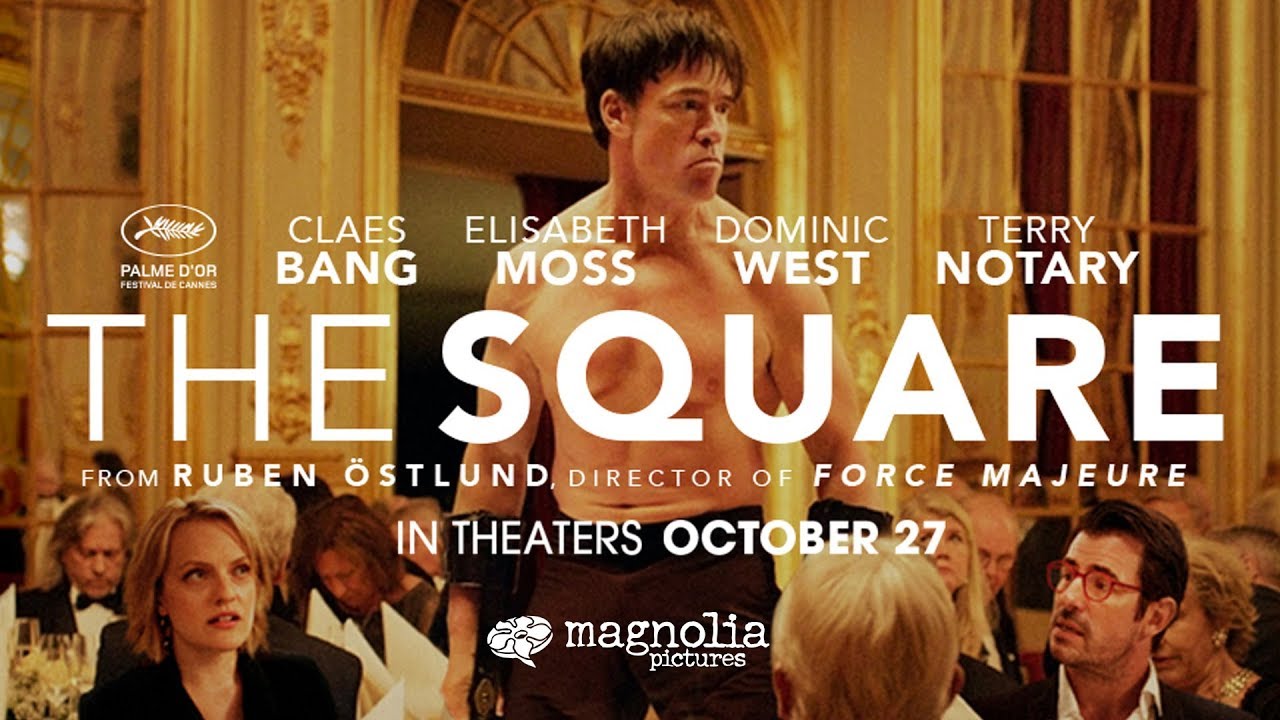 PALME D'OR
FESTIVAL DE CANNES
CLAES ELISABETH DOMINIC TERRY
BANG MOSS WEST NOTARY
THE SQUARE
FROM RUBEN ÖSTLUND, DIRECTOR OF FORCE MAJEURE
IN THEATERS OCTOBER 27
magnolia
pictures